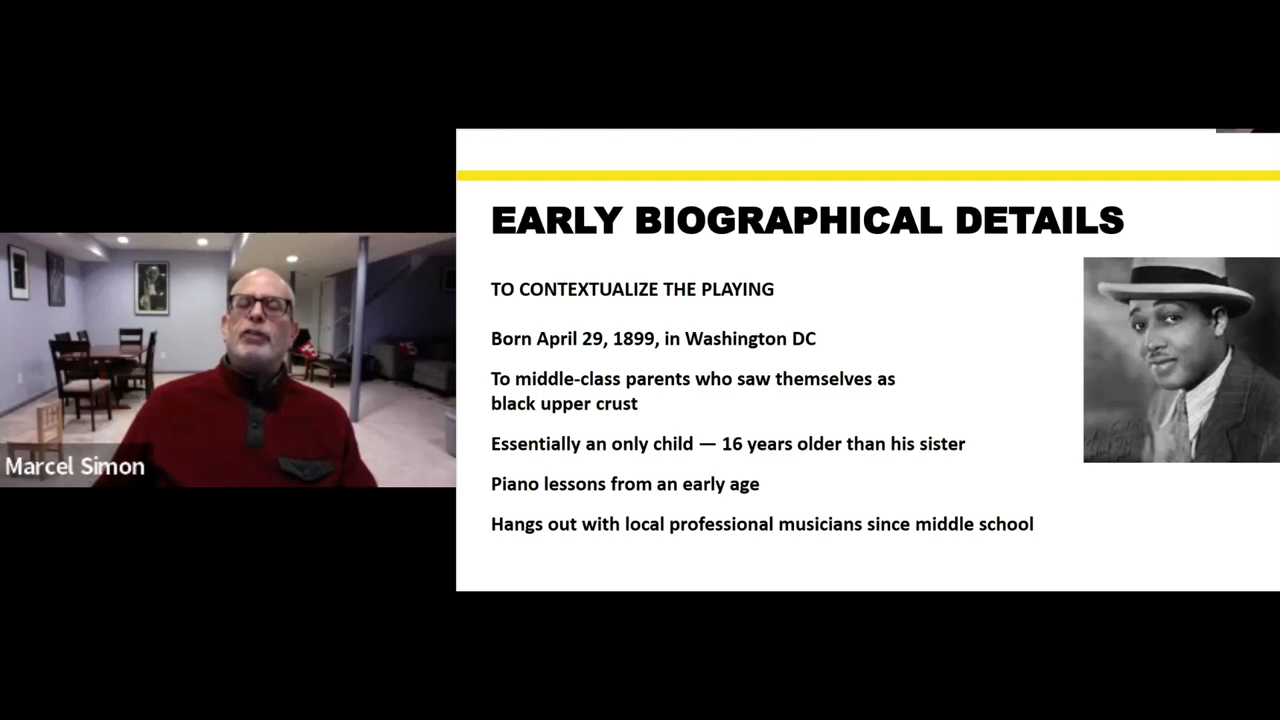 EARLY BIOGRAPHICAL DETAILS
TO CONTEXTUALIZE THE PLAYING
Born April 29, 1899, in Washington DC
To middle-class parents who saw themselves as
black upper crust
Essentially an only child — 16 years older than his sister
Piano lessons from an early age
Hangs out with local professional musicians since middle school
Marcel Simon